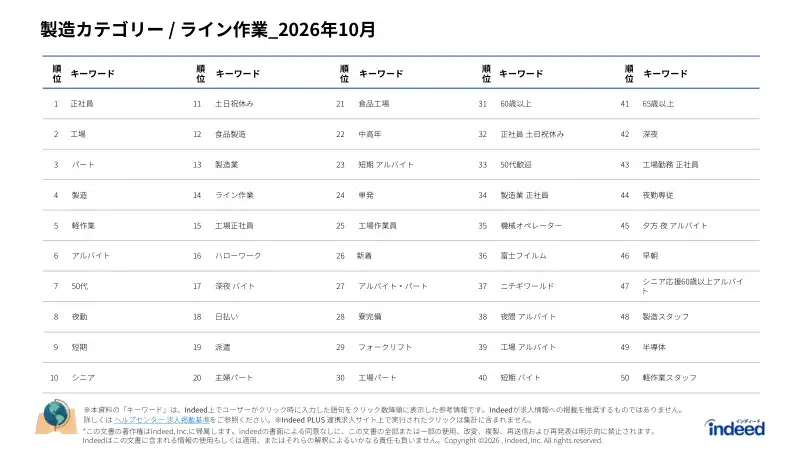 製造カテゴリー / ライン作業_2026年10月
順位 キーワード 順位 キーワード 順位 キーワード 順位 キーワード 順位 キーワード
1 正社員 11 土日祝休み 21 食品工場 31 60歳以上 41 65歳以上
2 工場 12 食品製造 22 中高年 32 正社員 土日祝休み 42 深夜
3 パート 13 製造業 23 短期 アルバイト 33 50代歓迎 43 工場勤務 正社員
4 製造 14 ライン作業 24 単発 34 製造業 正社員 44 夜勤専従
5 軽作業 15 工場正社員 25 工場作業員 35 機械オペレーター 45 夕方 夜 アルバイト
6 アルバイト 16 ハローワーク 26 新着 36 富士フイルム 46 早朝
7 50代 17 深夜 バイト 27 アルバイト・パート 37 ニチギワールド 47 シニア応援60歳以上アルバイト
8 夜勤 18 日払い 28 寮完備 38 夜間 アルバイト 48 製造スタッフ
9 短期 19 派遣 29 フォークリフト 39 工場 アルバイト 49 半導体
10 シニア 20 主婦パート 30 工場パート 40 短期 バイト 50 軽作業スタッフ
※本資料の「キーワード」は、Indeed上でユーザーがクリック時に入力した語句をクリック数降順に表示した参考情報です。Indeedが求人情報への掲載を推奨するものではありません。
詳しくは ヘルプセンター 求人掲載基準をご参照ください。※Indeed PLUS 連携求人サイト上で実行されたクリックは集計に含まれません。
*この文書の著作権はIndeed, Inc.に帰属します。Indeedの書面による同意なしに、この文書の全部または一部の使用、改変、複製、再送信および再発表は明示的に禁止されます。
Indeedはこの文書に含まれる情報の使用もしくは適用、またはそれらの解釈によるいかなる責任も負いません。Copyright ©2026 , Indeed, Inc. All rights reserved.
インディード
indeed